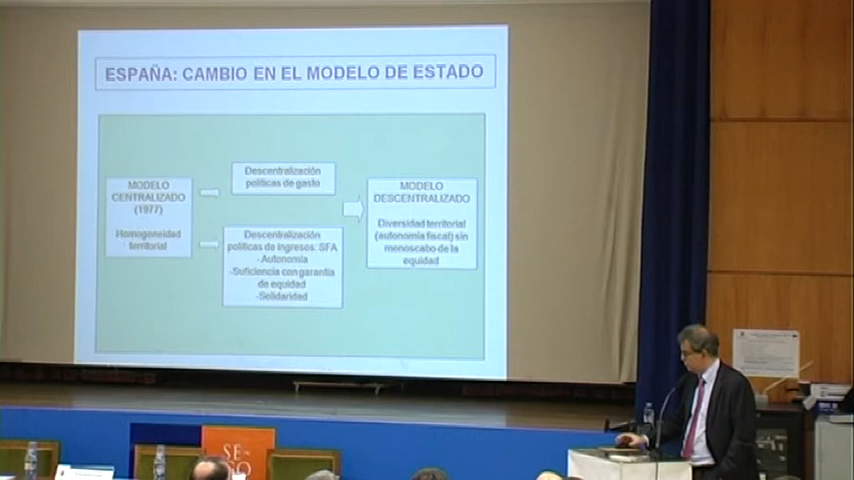 ESPAÑA: CAMBIO EN EL MODELO DE ESTADO
MODELO
CENTRALIZADO
(1977)
Homogeneidad
territorial
Descentralización
políticas de gasto
Descentralización
políticas de ingresos: SFA
- Autonomía
-Suficiencia con garantía
de equidad
-Solidaridad
MODELO
DESCENTRALIZADO
Diversidad territorial
(autonomía fiscal) sin
menoscabo de la
equidad
SE